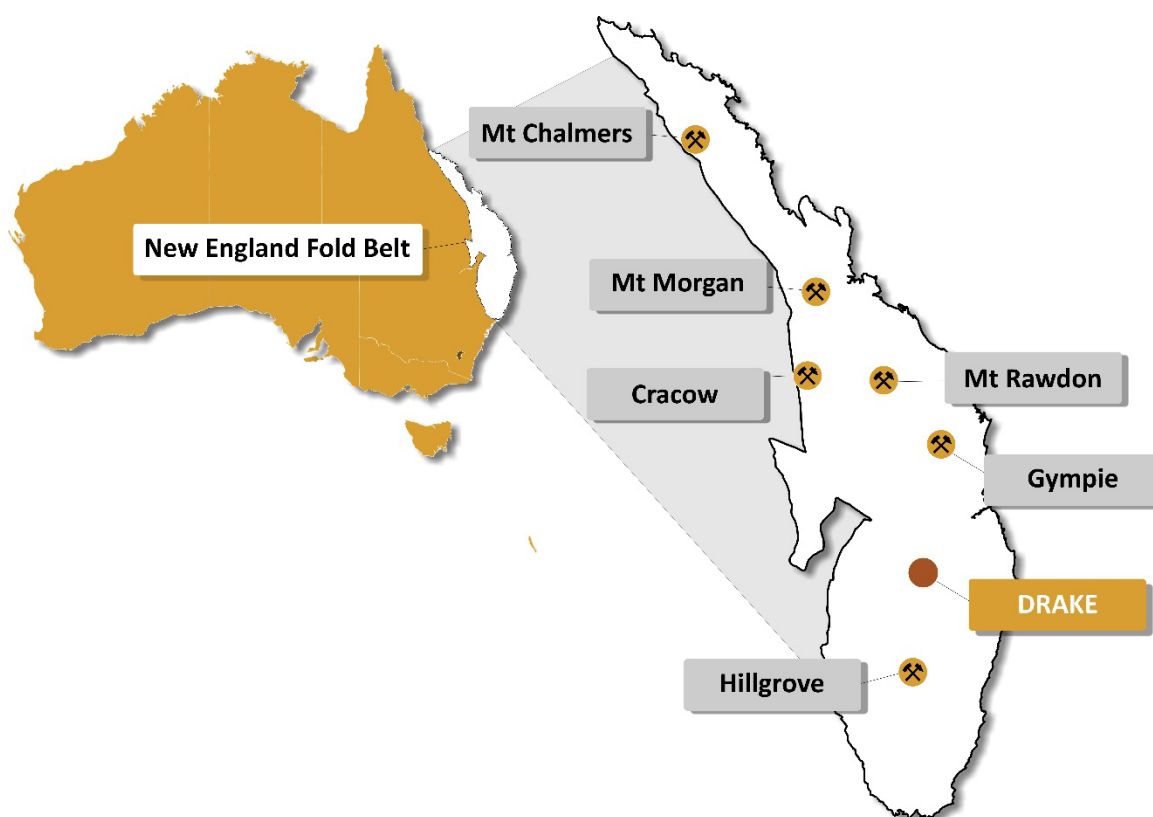 Mt Chalmers
New England Fold Belt
Mt Morgan
Cracow
Mt Rawdon
Gympie
DRAKE
Hillgrove